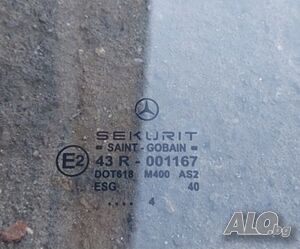 SEKURIT
= SAINT - GOBAIN =
E2 43 R - 001167
DOT618 M400 AS2
ESG 40
.... 4
ALO.bg